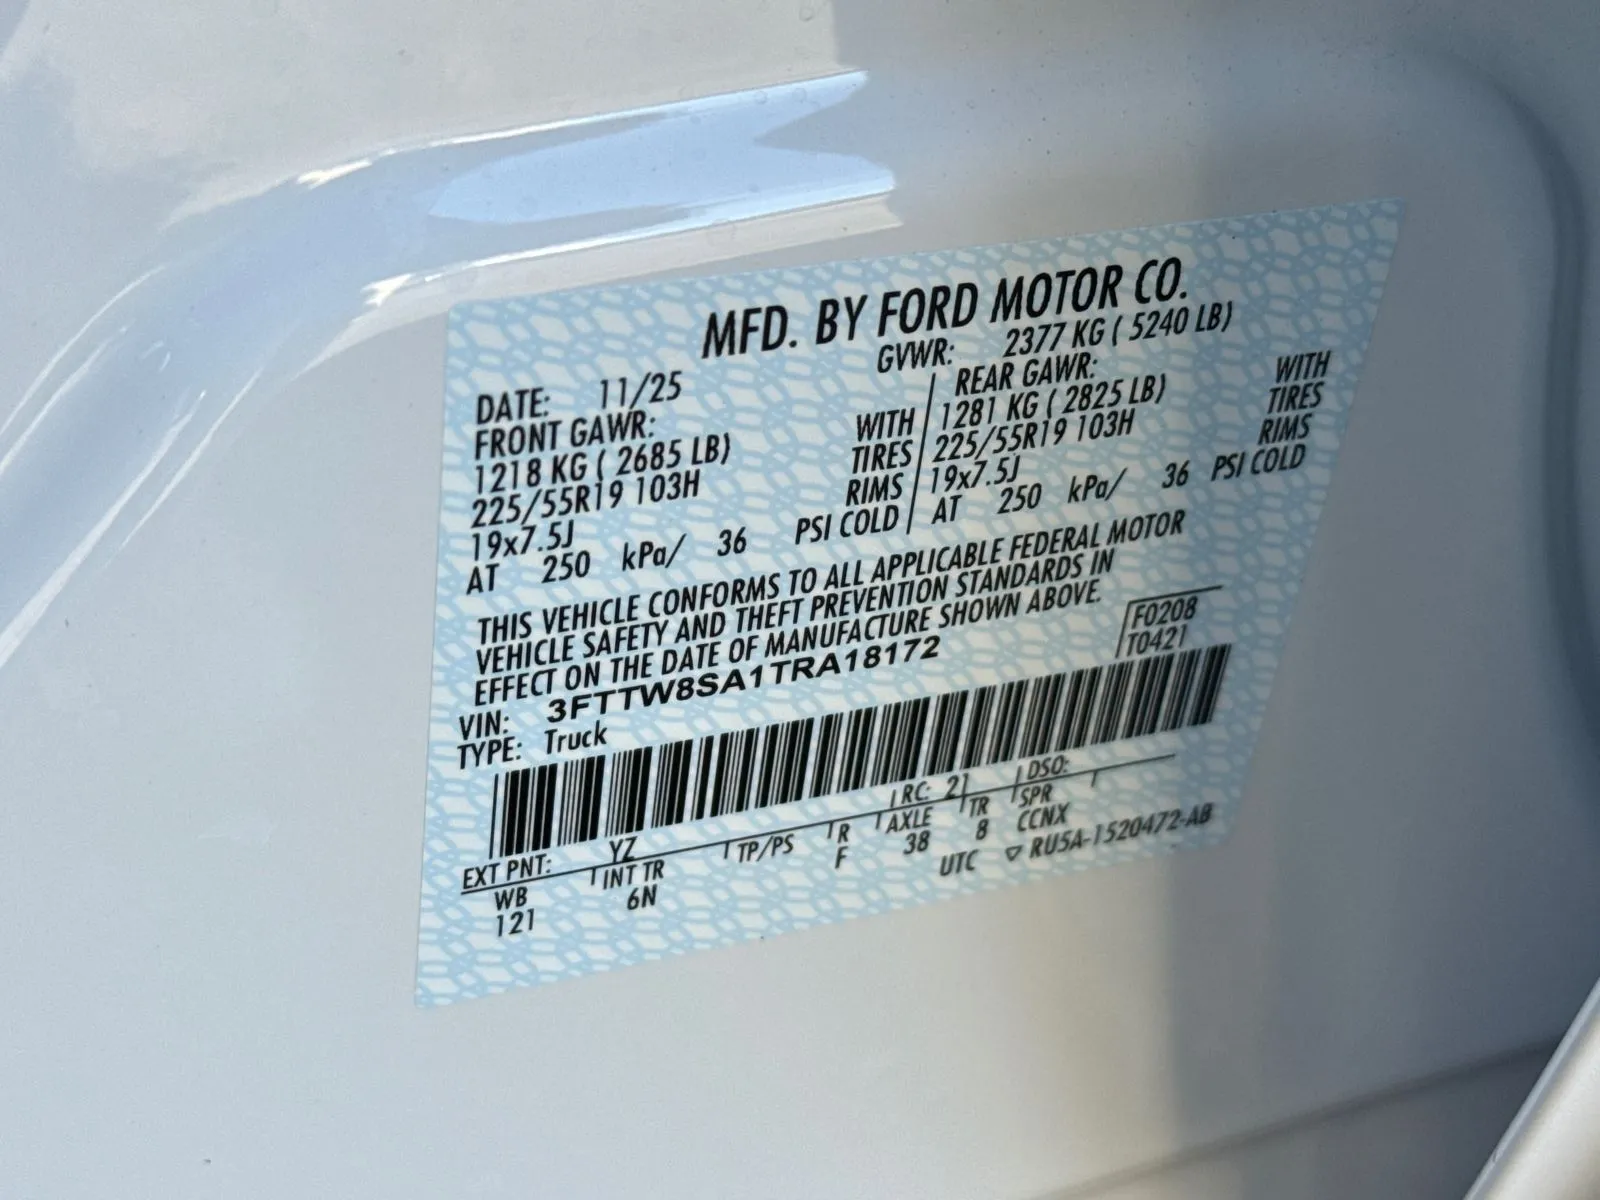 MFD. BY FORD MOTOR CO.
DATE: 11/25 GVWR: 2377 KG ( 5240 LB)
FRONT GAWR: REAR GAWR:
1218 KG ( 2685 LB) WITH 1281 KG ( 2825 LB) WITH
225/55R19 103H TIRES 225/55R19 103H TIRES
19x7.5J RIMS 19x7.5J RIMS
AT 250 kPa/ 36 PSI COLD AT 250 kPa/ 36 PSI COLD
THIS VEHICLE CONFORMS TO ALL APPLICABLE FEDERAL MOTOR
VEHICLE SAFETY AND THEFT PREVENTION STANDARDS IN
EFFECT ON THE DATE OF MANUFACTURE SHOWN ABOVE.
F0208
VIN: 3FTTW8SA1TRA18172 T0421
TYPE: Truck
EXT PNT: YZ RC: 21 DSO:
WB INT TR TP/PS R AXLE TR SPR
121 6N F 38 8 CCNX
UTC ▽ RU5A-1520472-AB